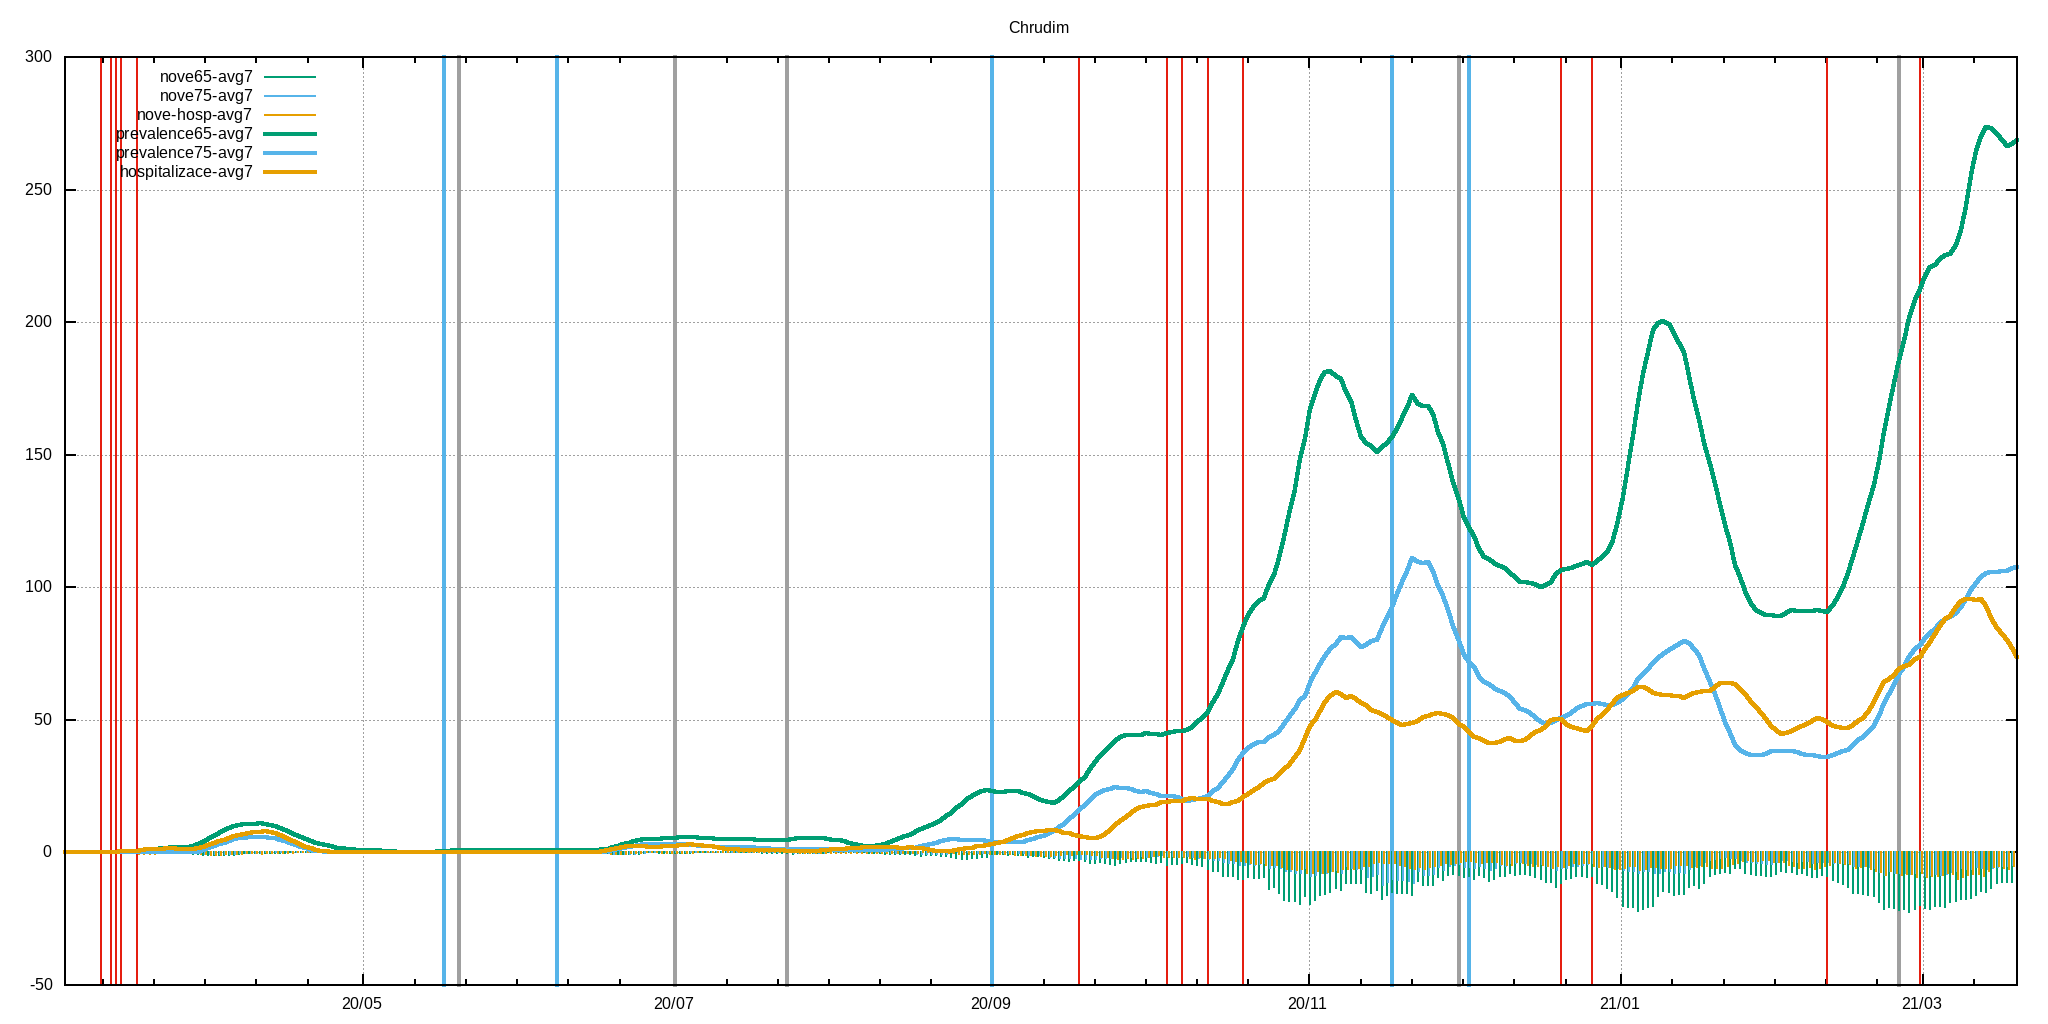 Chrudim
300
250
200
150
100
50
0
-50
nove65-avg7
nove75-avg7
nove-hosp-avg7
prevalence65-avg7
prevalence75-avg7
hospitalizace-avg7
20/05 20/07 20/09 20/11 21/01 21/03